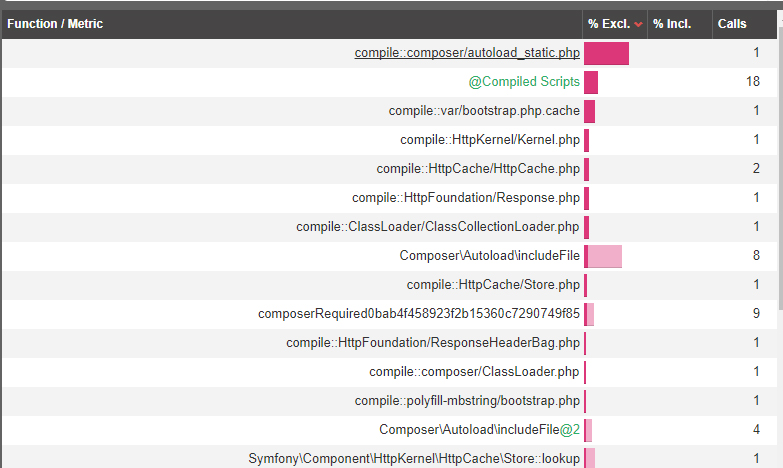 Function / Metric % Excl. % Incl. Calls
compile::composer/autoload_static.php 1
@Compiled Scripts 18
compile::var/bootstrap.php.cache 1
compile::HttpKernel/Kernel.php 1
compile::HttpCache/HttpCache.php 2
compile::HttpFoundation/Response.php 1
compile::ClassLoader/ClassCollectionLoader.php 1
Composer\Autoload\includeFile 8
compile::HttpCache/Store.php 1
composerRequired0bab4f458923f2b15360c7290749f85 9
compile::HttpFoundation/ResponseHeaderBag.php 1
compile::composer/ClassLoader.php 1
compile::polyfill-mbstring/bootstrap.php 1
Composer\Autoload\includeFile@2 4
Symfony\Component\HttpKernel\HttpCache\Store::lookup 1